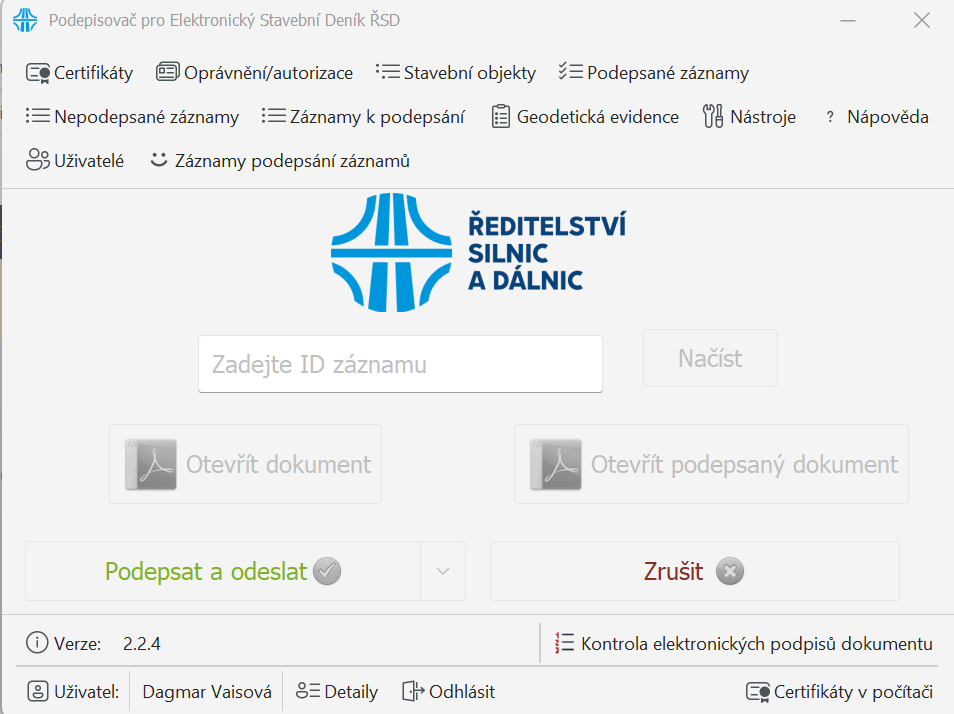 Podepisovač pro Elektronický Stavební Deník ŘSD
Certifikáty Oprávnění/autorizace Stavební objekty Podepsané záznamy
Nepodepsané záznamy Záznamy k podepsání Geodetická evidence Nástroje ? Nápověda
Uživatelé Záznamy podepsání záznamů
ŘEDITELSTVÍ
SILNIC
A DÁLNIC
Zadejte ID záznamu Načíst
Otevřít dokument Otevřít podepsaný dokument
Podepsat a odeslat Zrušit
Verze: 2.2.4 Kontrola elektronických podpisů dokumentu
Uživatel: Dagmar Vaisová Detaily Odhlásit Certifikáty v počítači